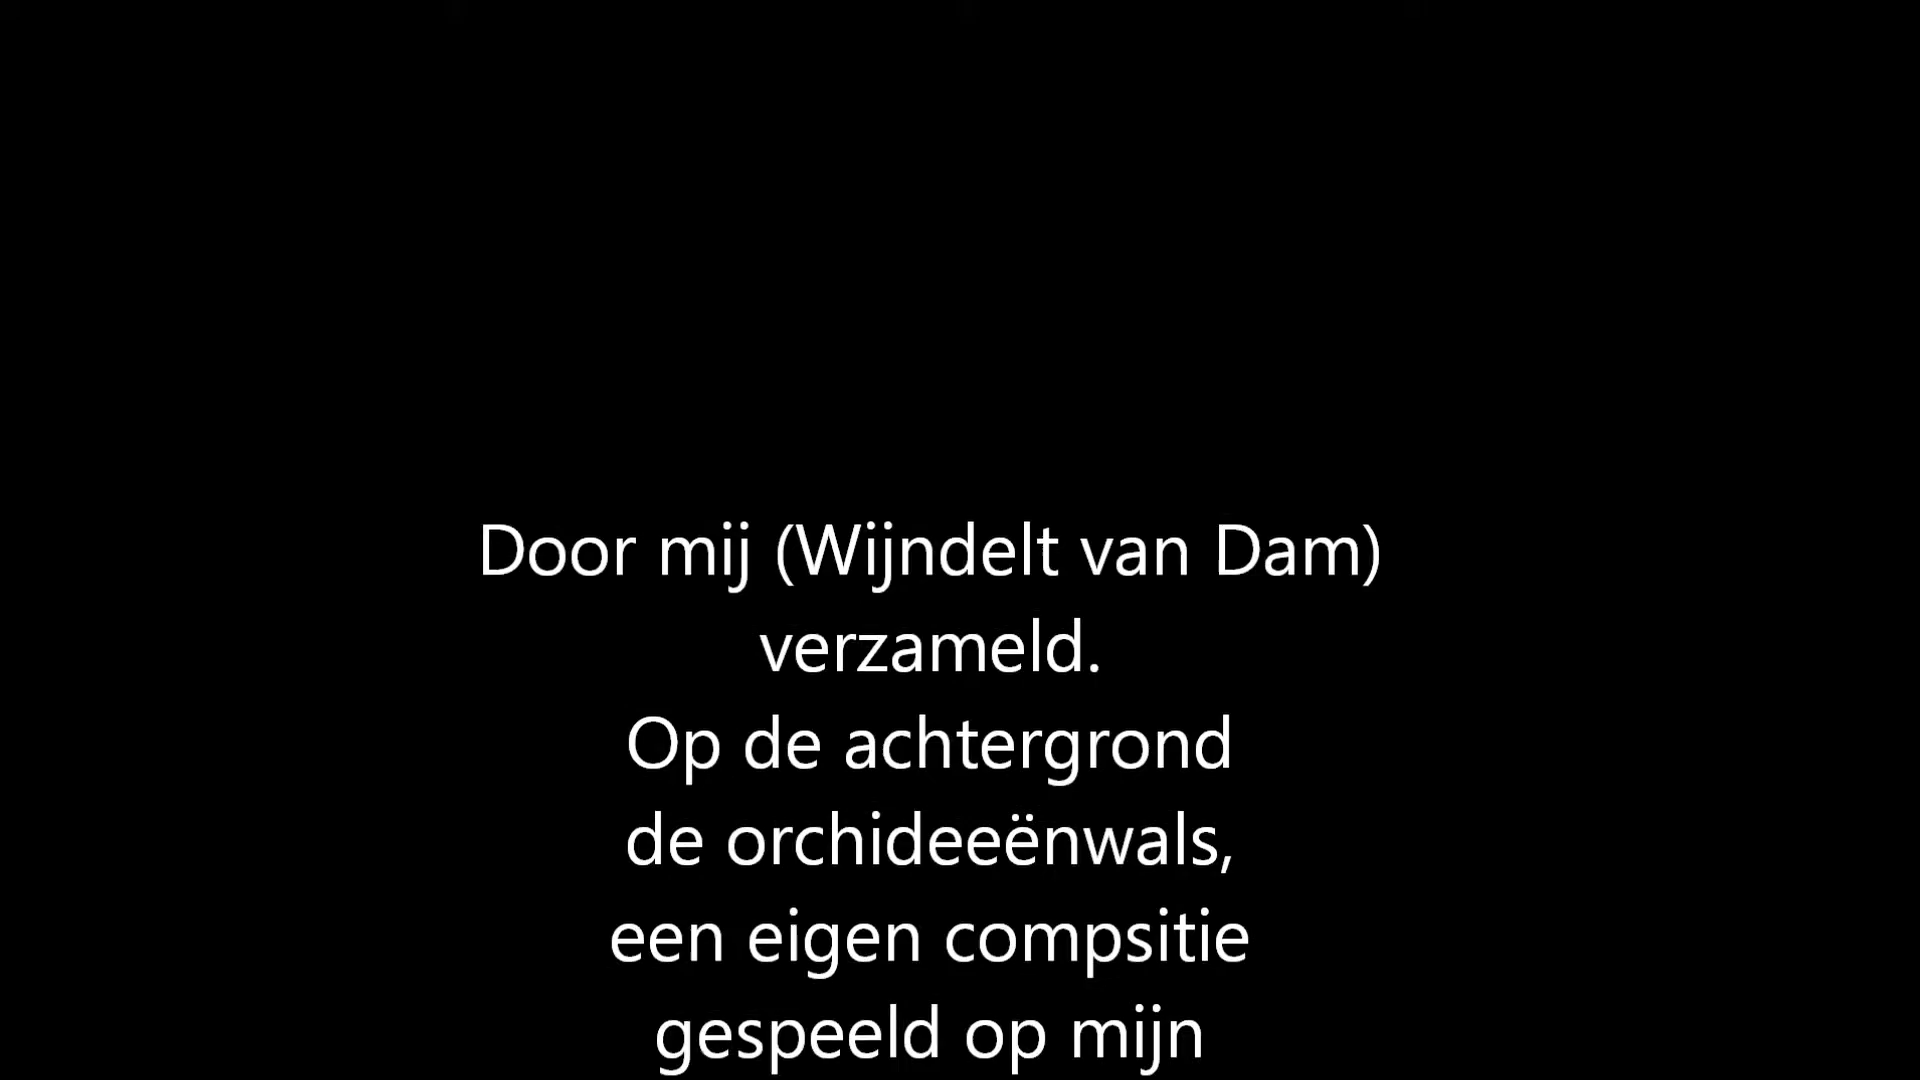 Door mij (Wijndelt van Dam)
verzameld.
Op de achtergrond
de orchideeënwals,
een eigen compsitie
gespeeld op mijn